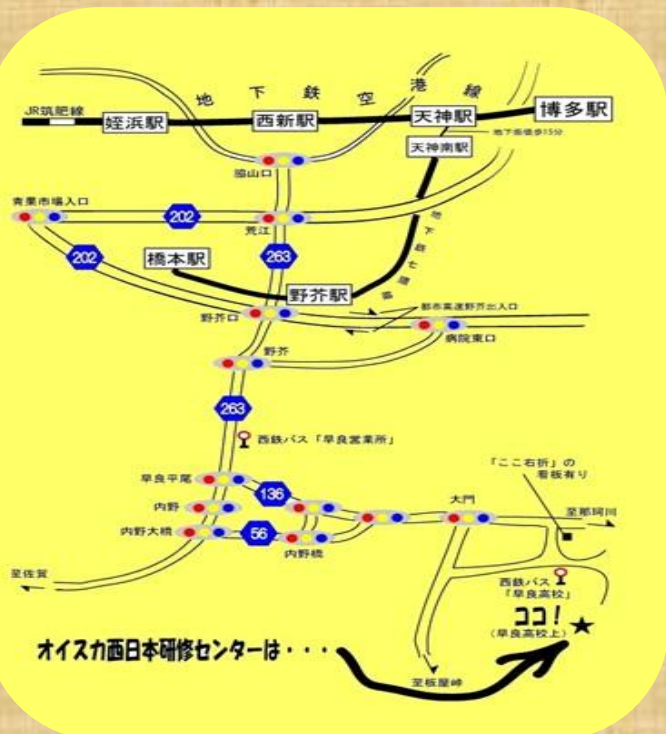 地下鉄空港線
JR筑肥線
姪浜駅
西新駅
天神駅
博多駅
地下街徒歩15分
天神南駅
脇山口
青果市場入口
202
荒江
202
263
橋本駅
地下鉄七隈線
野芥駅
都市高速野芥出入口
野芥口
病院東口
野芥
263
西鉄バス「早良営業所」
「ここ右折」の
看板有り
早良平尾
136
大門
内野
至那珂川
内野大橋
56
内野橋
至佐賀
西鉄バス
「早良高校」
ココ!
(早良高校上)
オイスカ西日本研修センターは・・・
至板屋峠